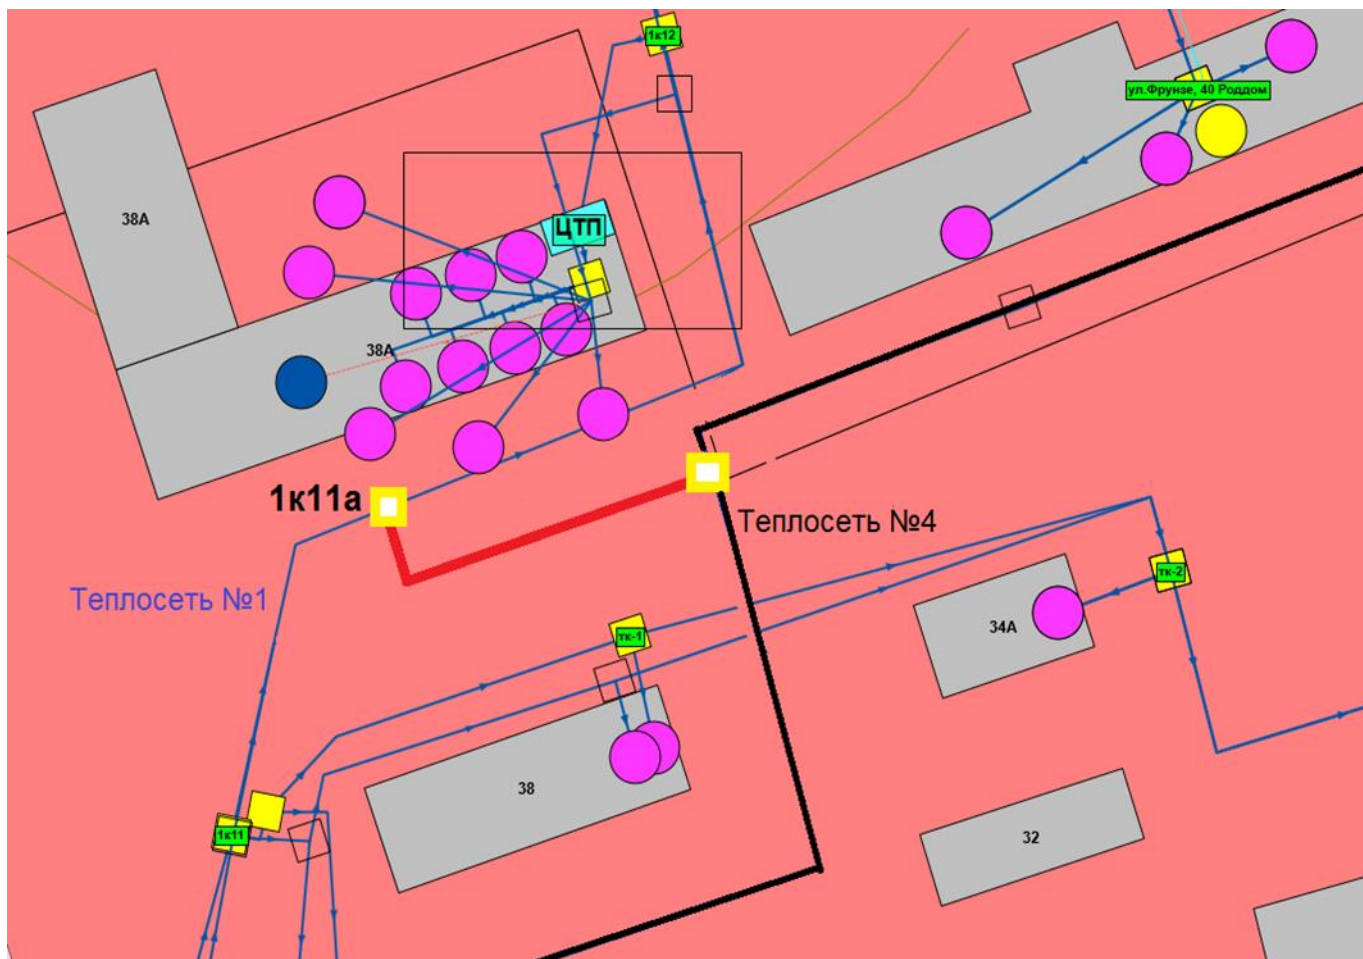 1к12
ул.Фрунзе, 40 Роддом
38А
ЦТП
38А
1к11а
Теплосеть №4
Теплосеть №1
тк-2
34А
тк-1
38
1к11
32